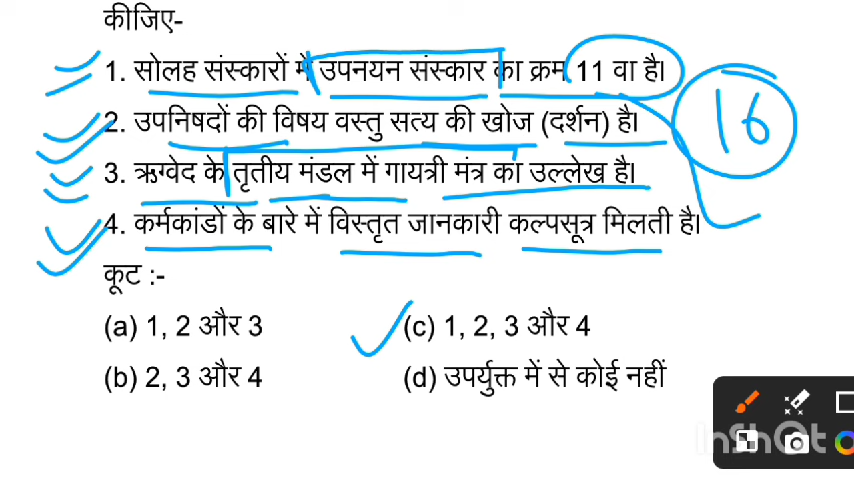 कीजिए-
1. सोलह संस्कारों में उपनयन संस्कार का क्रम 11 वा है।
16
2. उपनिषदों की विषय वस्तु सत्य की खोज (दर्शन) है।
3. ऋग्वेद के तृतीय मंडल में गायत्री मंत्र का उल्लेख है।
4. कर्मकांडों के बारे में विस्तृत जानकारी कल्पसूत्र मिलती है।
कूट :-
(a) 1, 2 और 3 (c) 1, 2, 3 और 4
(b) 2, 3 और 4 (d) उपर्युक्त में से कोई नहीं
InShOt